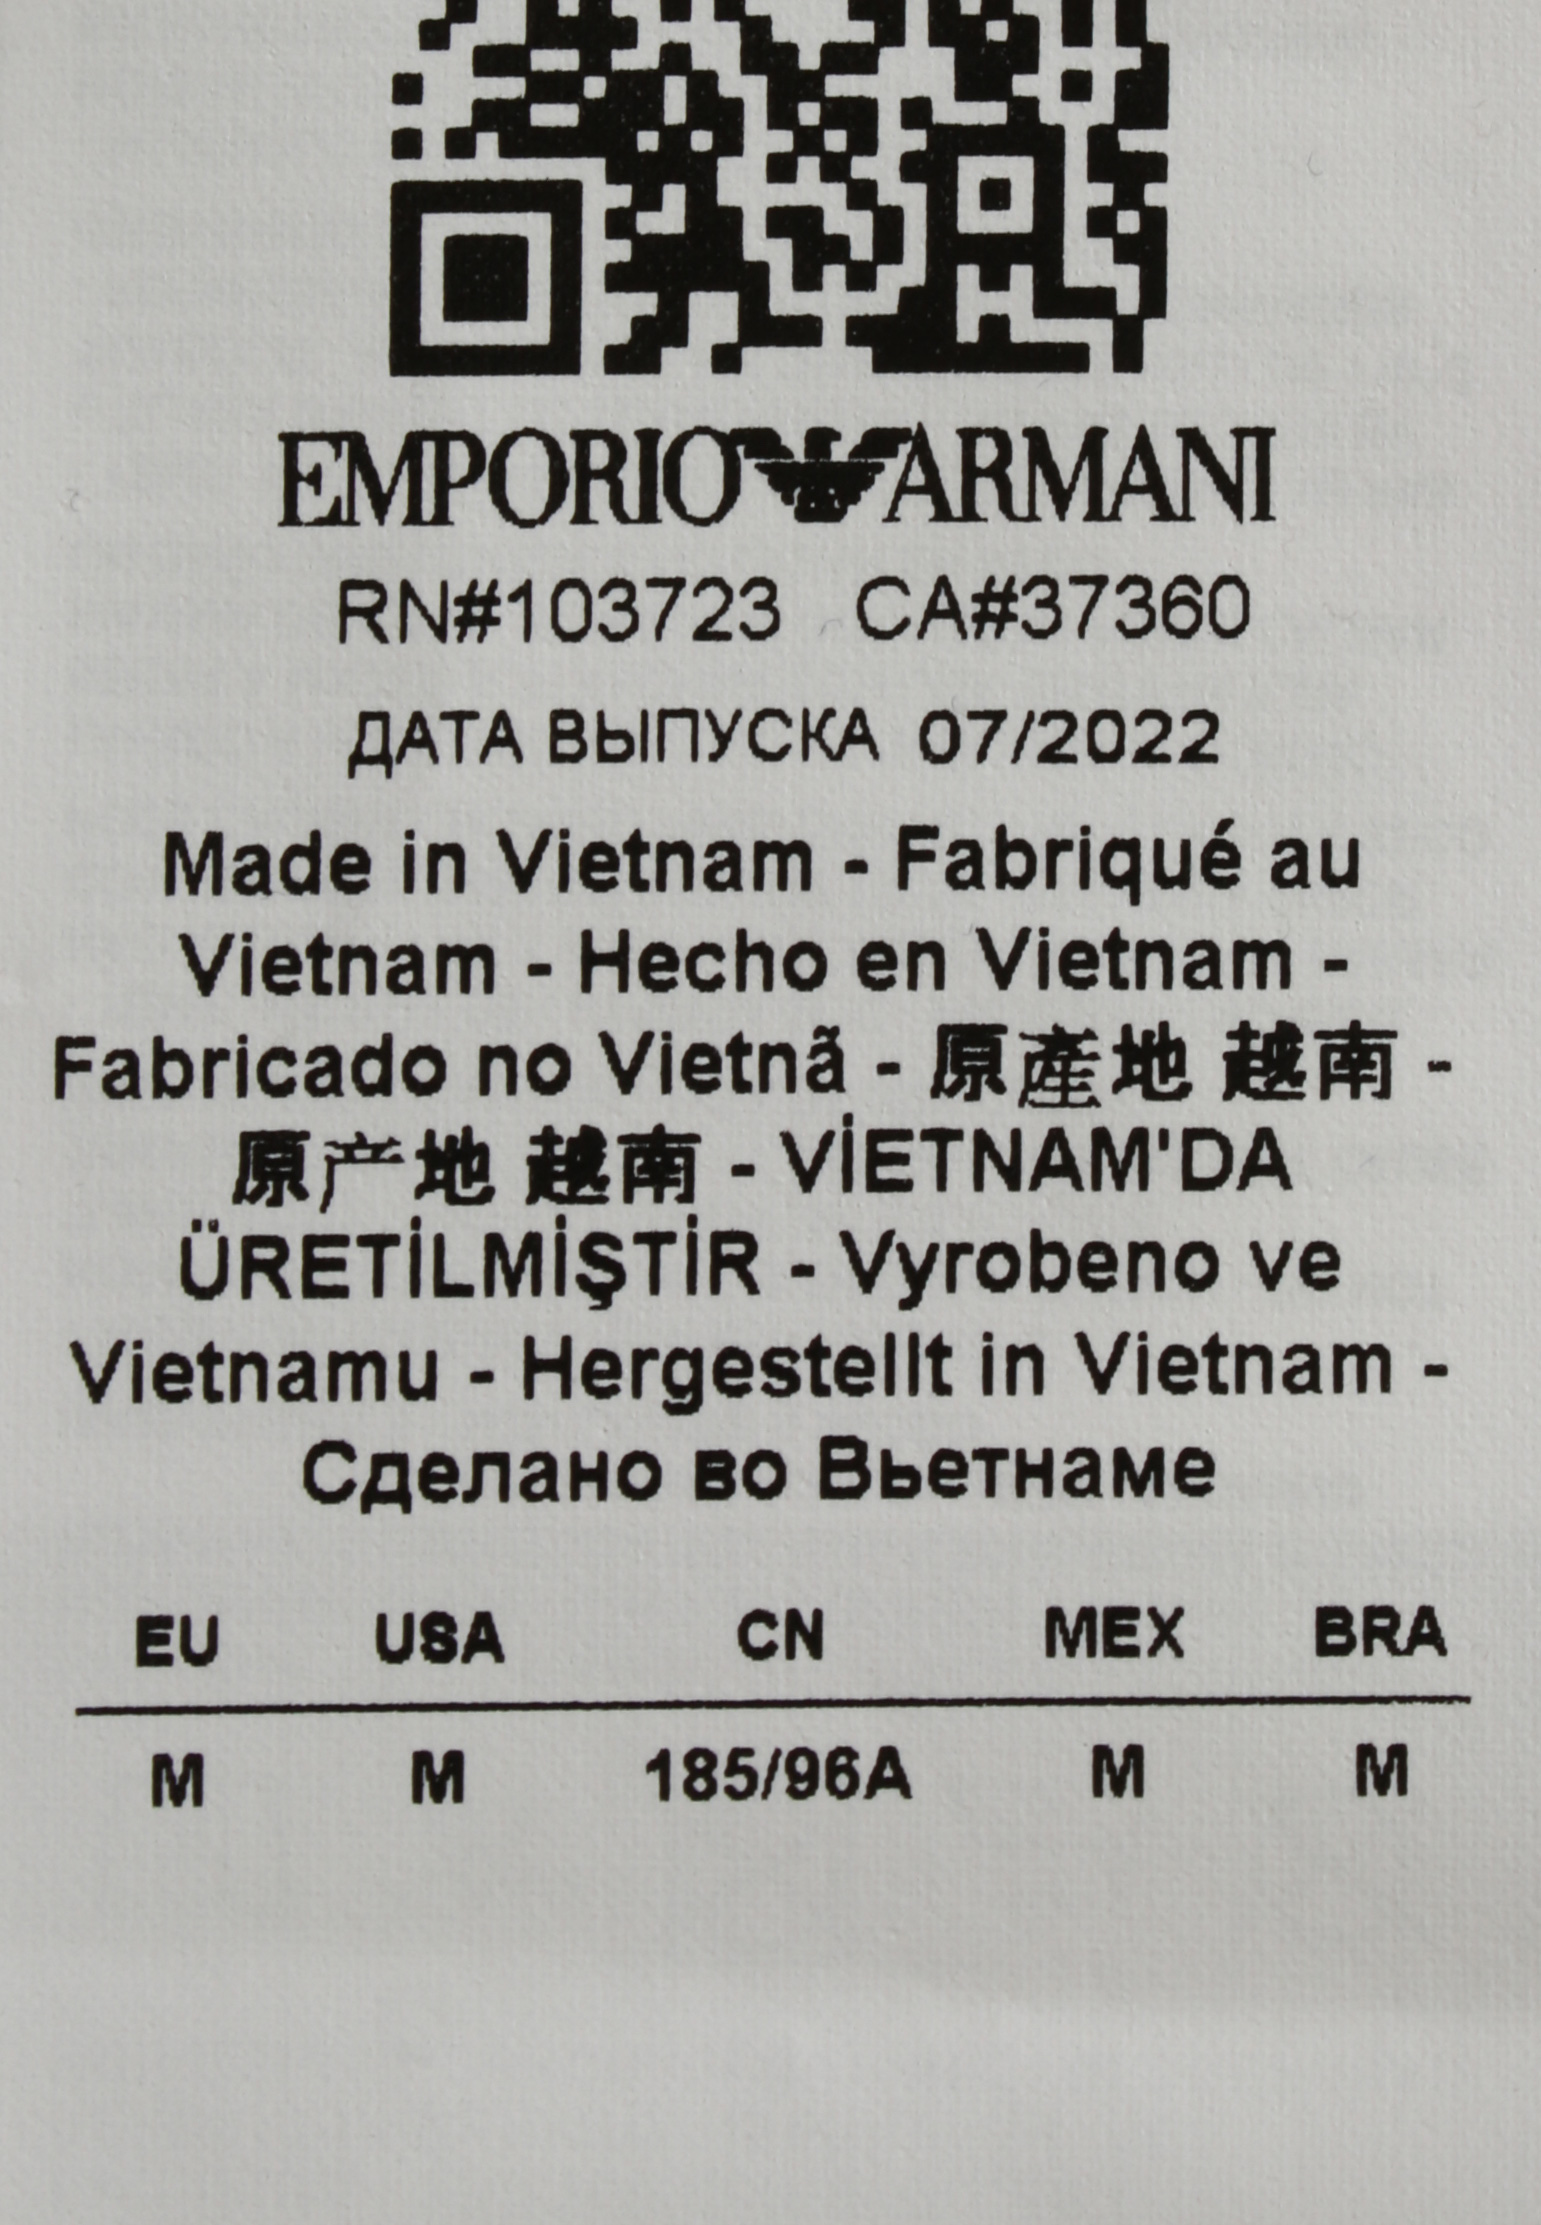 EMPORIO ARMANI
RN#103723 CA#37360
ДАТА ВЫПУСКА 07/2022
Made in Vietnam - Fabriqué au
Vietnam - Hecho en Vietnam -
Fabricado no Vietnã - 原產地 越南 -
原产地 越南 - VİETNAM'DA
ÜRETİLMİŞTİR - Vyrobeno ve
Vietnamu - Hergestellt in Vietnam -
Сделано во Вьетнаме
EU USA CN MEX BRA
M M 185/96A M M